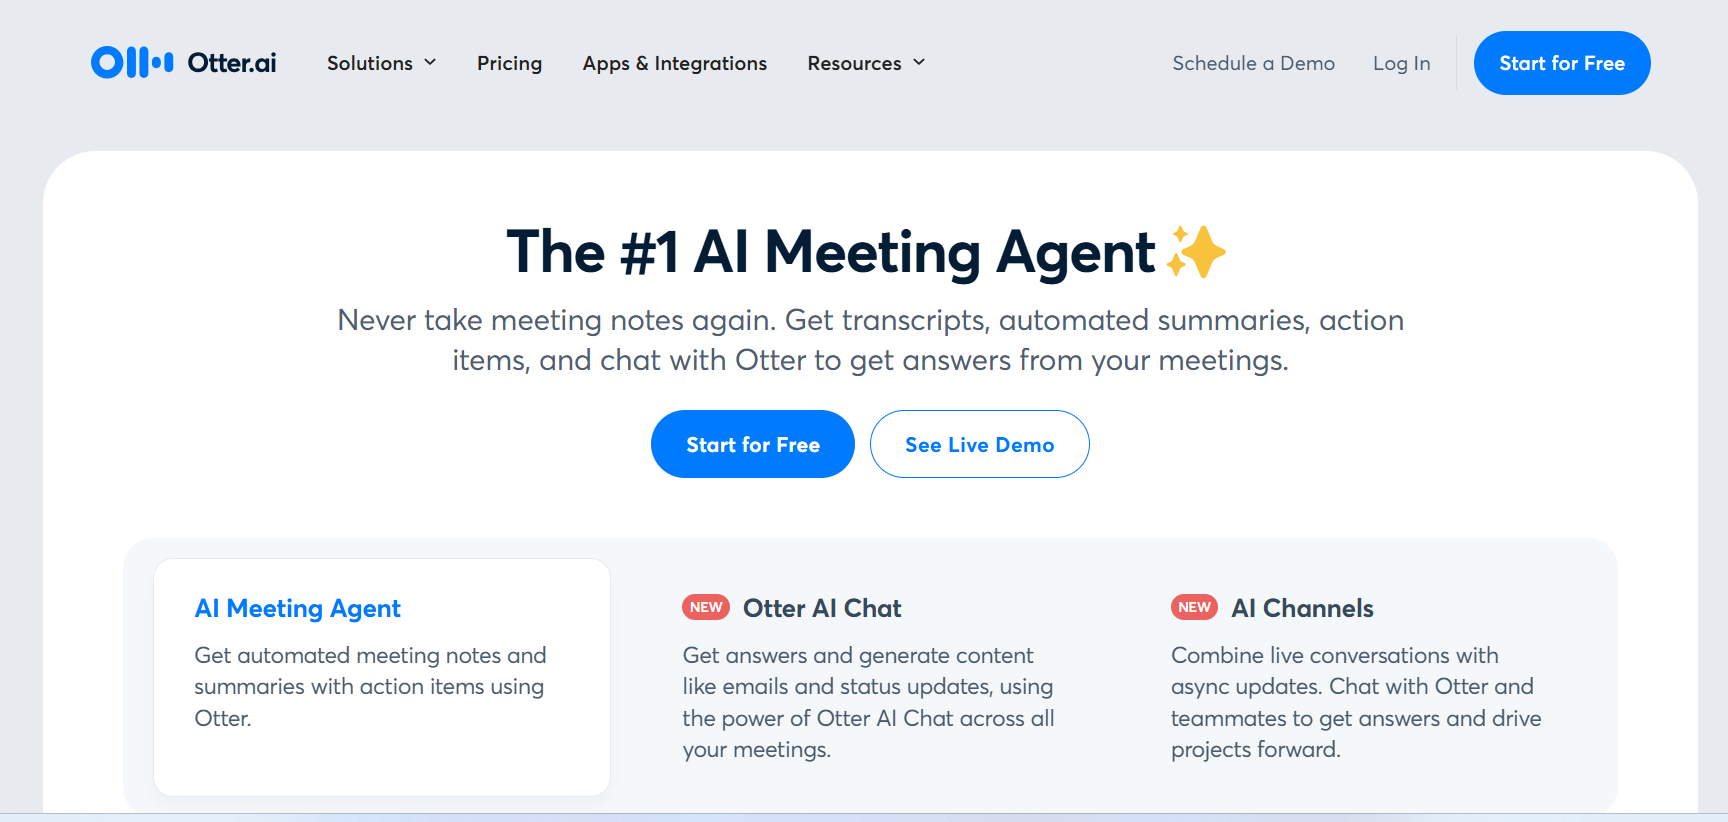 Otter.ai
Solutions
Pricing
Apps & Integrations
Resources
Schedule a Demo
Log In
Start for Free
The #1 AI Meeting Agent
Never take meeting notes again. Get transcripts, automated summaries, action
items, and chat with Otter to get answers from your meetings.
Start for Free
See Live Demo
AI Meeting Agent
Get automated meeting notes and
summaries with action items using
Otter.
NEW Otter AI Chat
Get answers and generate content
like emails and status updates, using
the power of Otter AI Chat across all
your meetings.
NEW AI Channels
Combine live conversations with
async updates. Chat with Otter and
teammates to get answers and drive
projects forward.